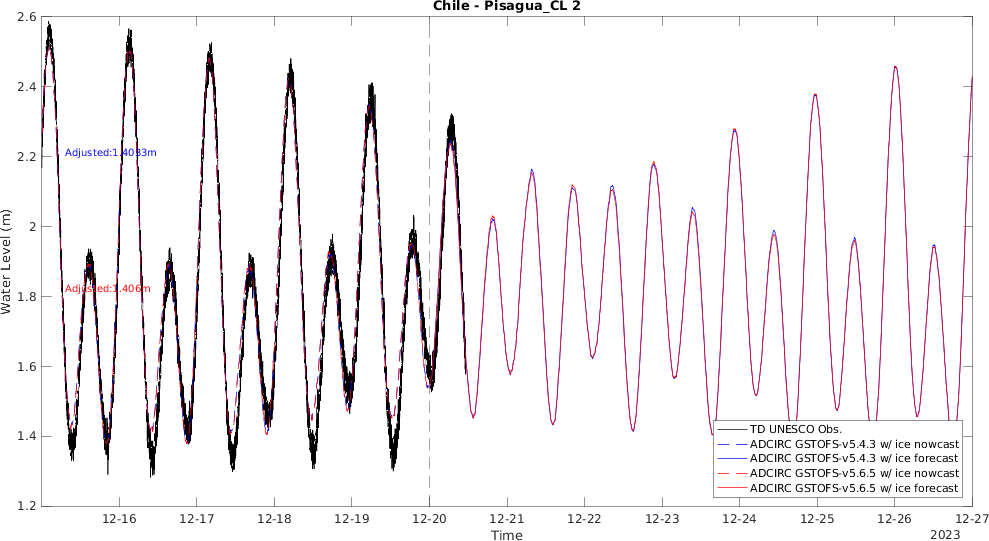 Chile - Pisagua_CL 2
2.6
2.4
2.2
2
1.8
1.6
1.4
1.2
Water Level (m)
Adjusted:1.4033m
Adjusted:1.406m
TD UNESCO Obs.
ADCIRC GSTOFS-v5.4.3 w/ ice nowcast
ADCIRC GSTOFS-v5.4.3 w/ ice forecast
ADCIRC GSTOFS-v5.6.5 w/ ice nowcast
ADCIRC GSTOFS-v5.6.5 w/ ice forecast
12-16 12-17 12-18 12-19 12-20 12-21 12-22 12-23 12-24 12-25 12-26 12-27
Time
2023